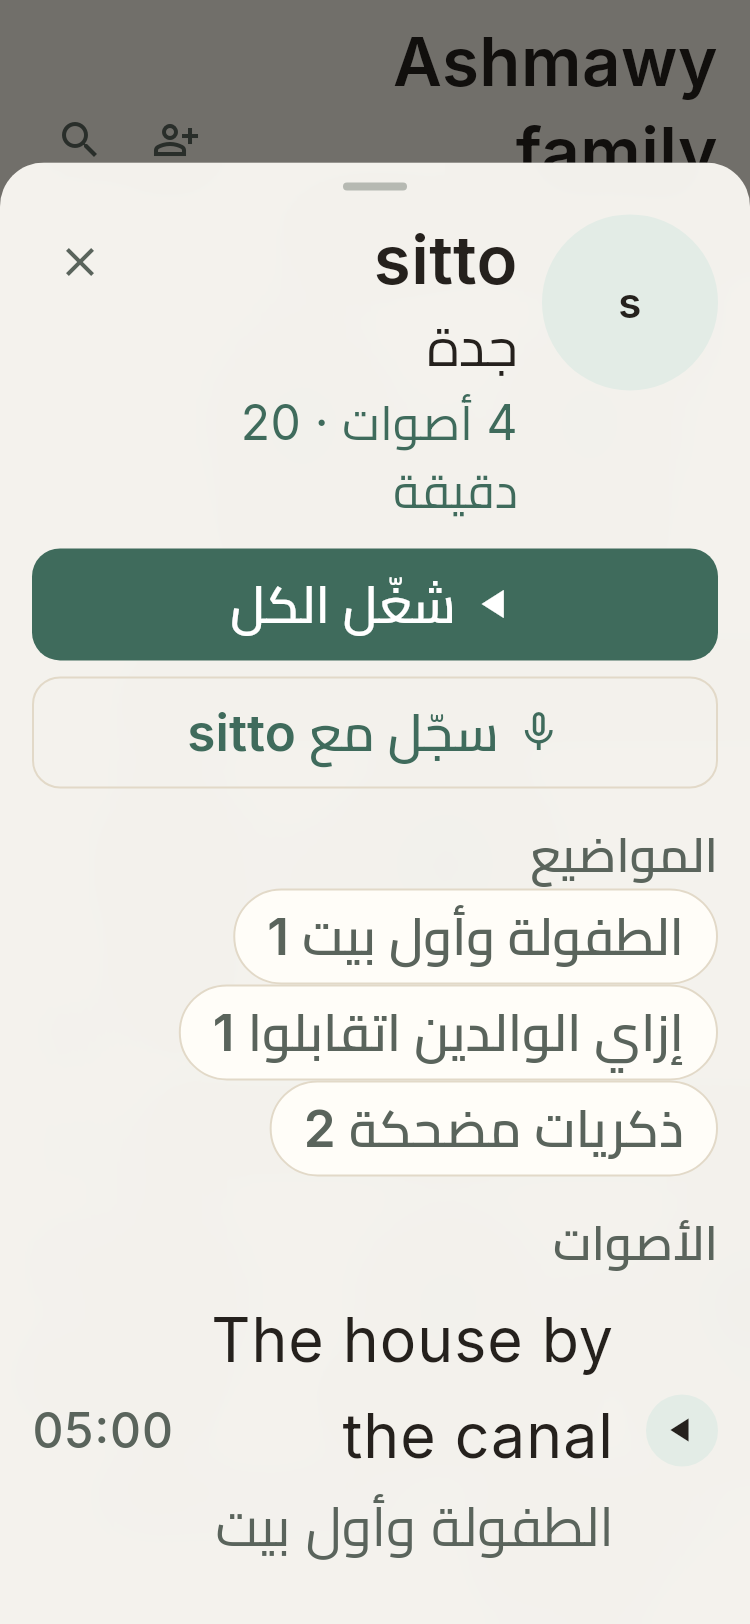 Ashmawy
family
sitto
s
جدة
4 أصوات · 20
دقيقة
شغّل الكل
سجّل مع sitto
المواضيع
الطفولة وأول بيت 1
إزاي الوالدين اتقابلوا 1
ذكريات مضحكة 2
الأصوات
The house by
the canal
05:00
الطفولة وأول بيت